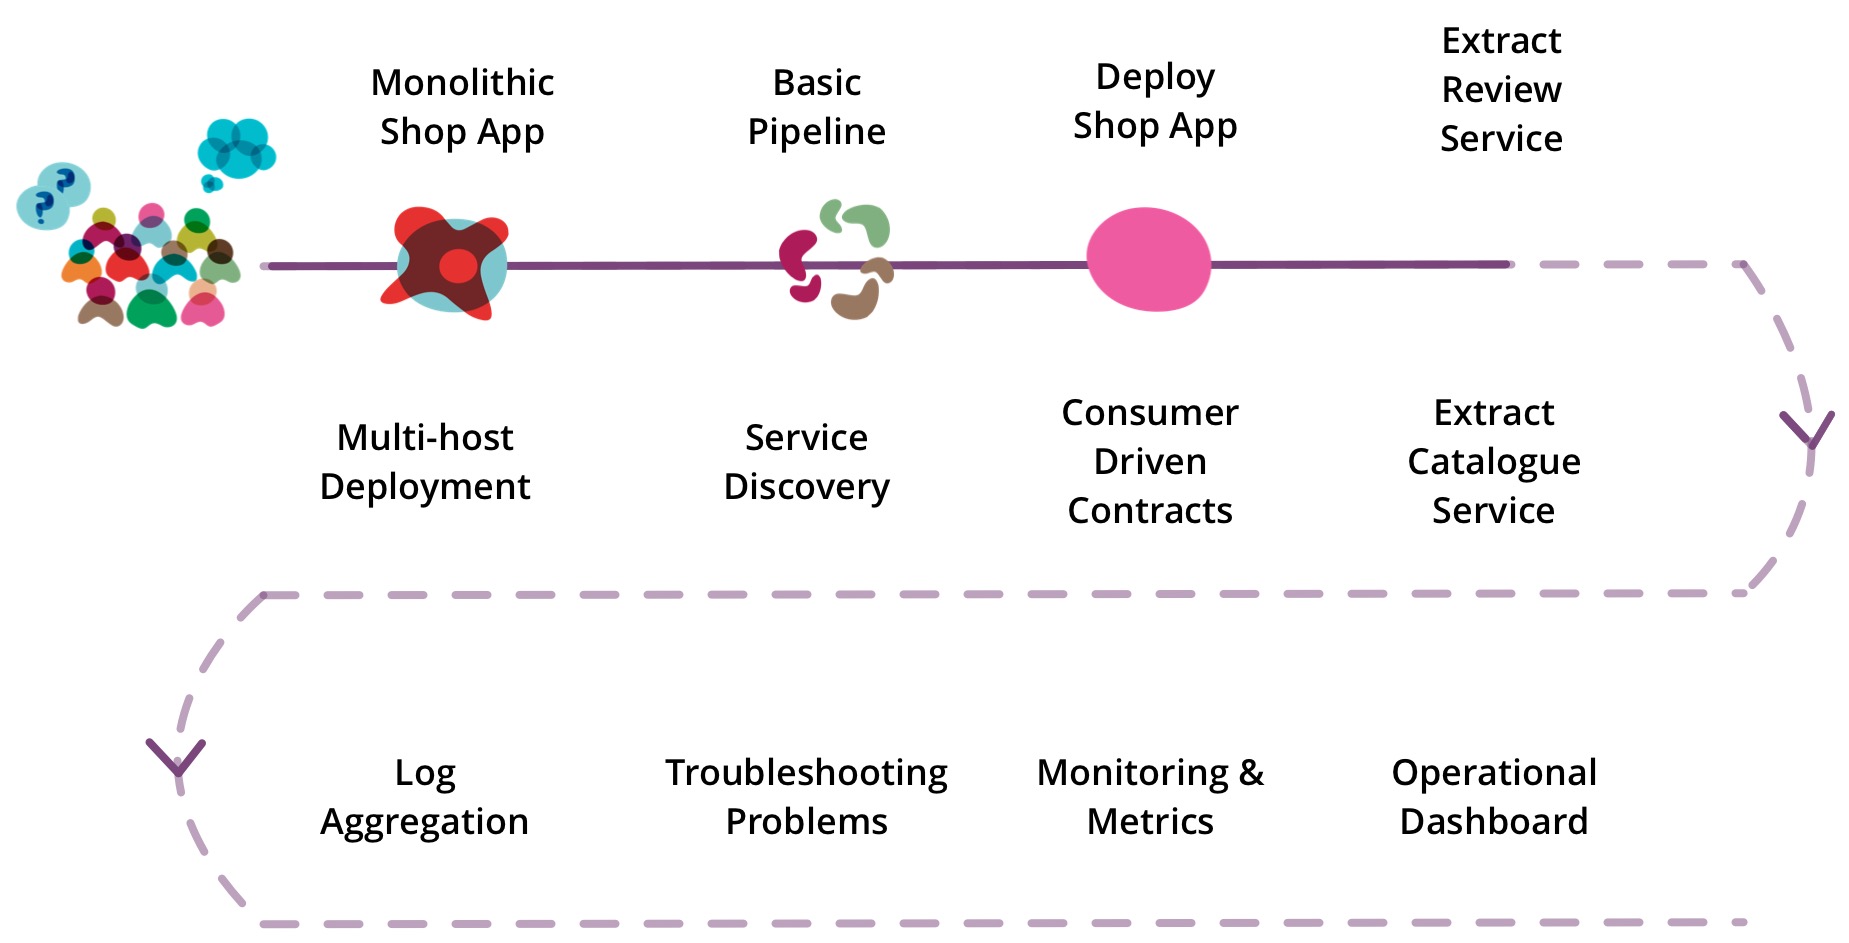 Monolithic
Shop App
Basic
Pipeline
Deploy
Shop App
Extract
Review
Service
Multi-host
Deployment
Service
Discovery
Consumer
Driven
Contracts
Extract
Catalogue
Service
Log
Aggregation
Troubleshooting
Problems
Monitoring &
Metrics
Operational
Dashboard
? ?